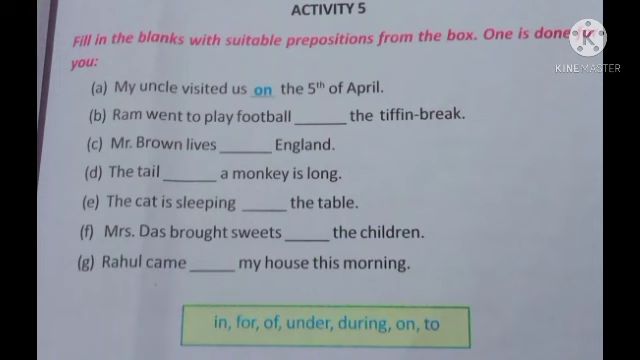 ACTIVITY 5
Fill in the blanks with suitable prepositions from the box. One is done
you:
(a) My uncle visited us on the 5th of April.
(b) Ram went to play football ______ the tiffin-break.
(c) Mr. Brown lives ______ England.
(d) The tail ______ a monkey is long.
(e) The cat is sleeping _____ the table.
(f) Mrs. Das brought sweets _____ the children.
(g) Rahul came _____ my house this morning.
in, for, of, under, during, on, to
K
KINEMASTER